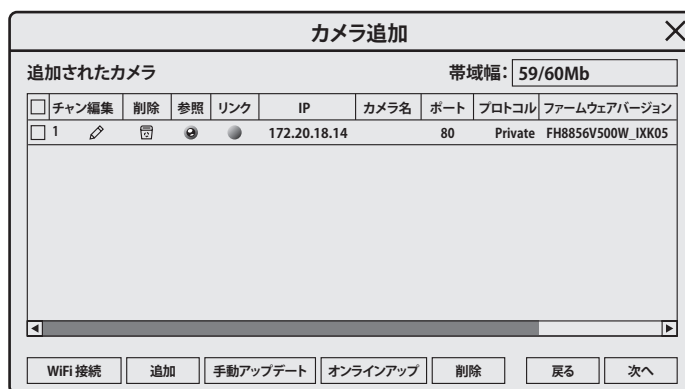 カメラ追加
追加されたカメラ 帯域幅: 59/60Mb
チャン編集 削除 参照 リンク IP カメラ名 ポート プロトコル ファームウェアバージョン
1 172.20.18.14 80 Private FH8856V500W_IXK05
WiFi 接続 追加 手動アップデート オンラインアップ 削除 戻る 次へ